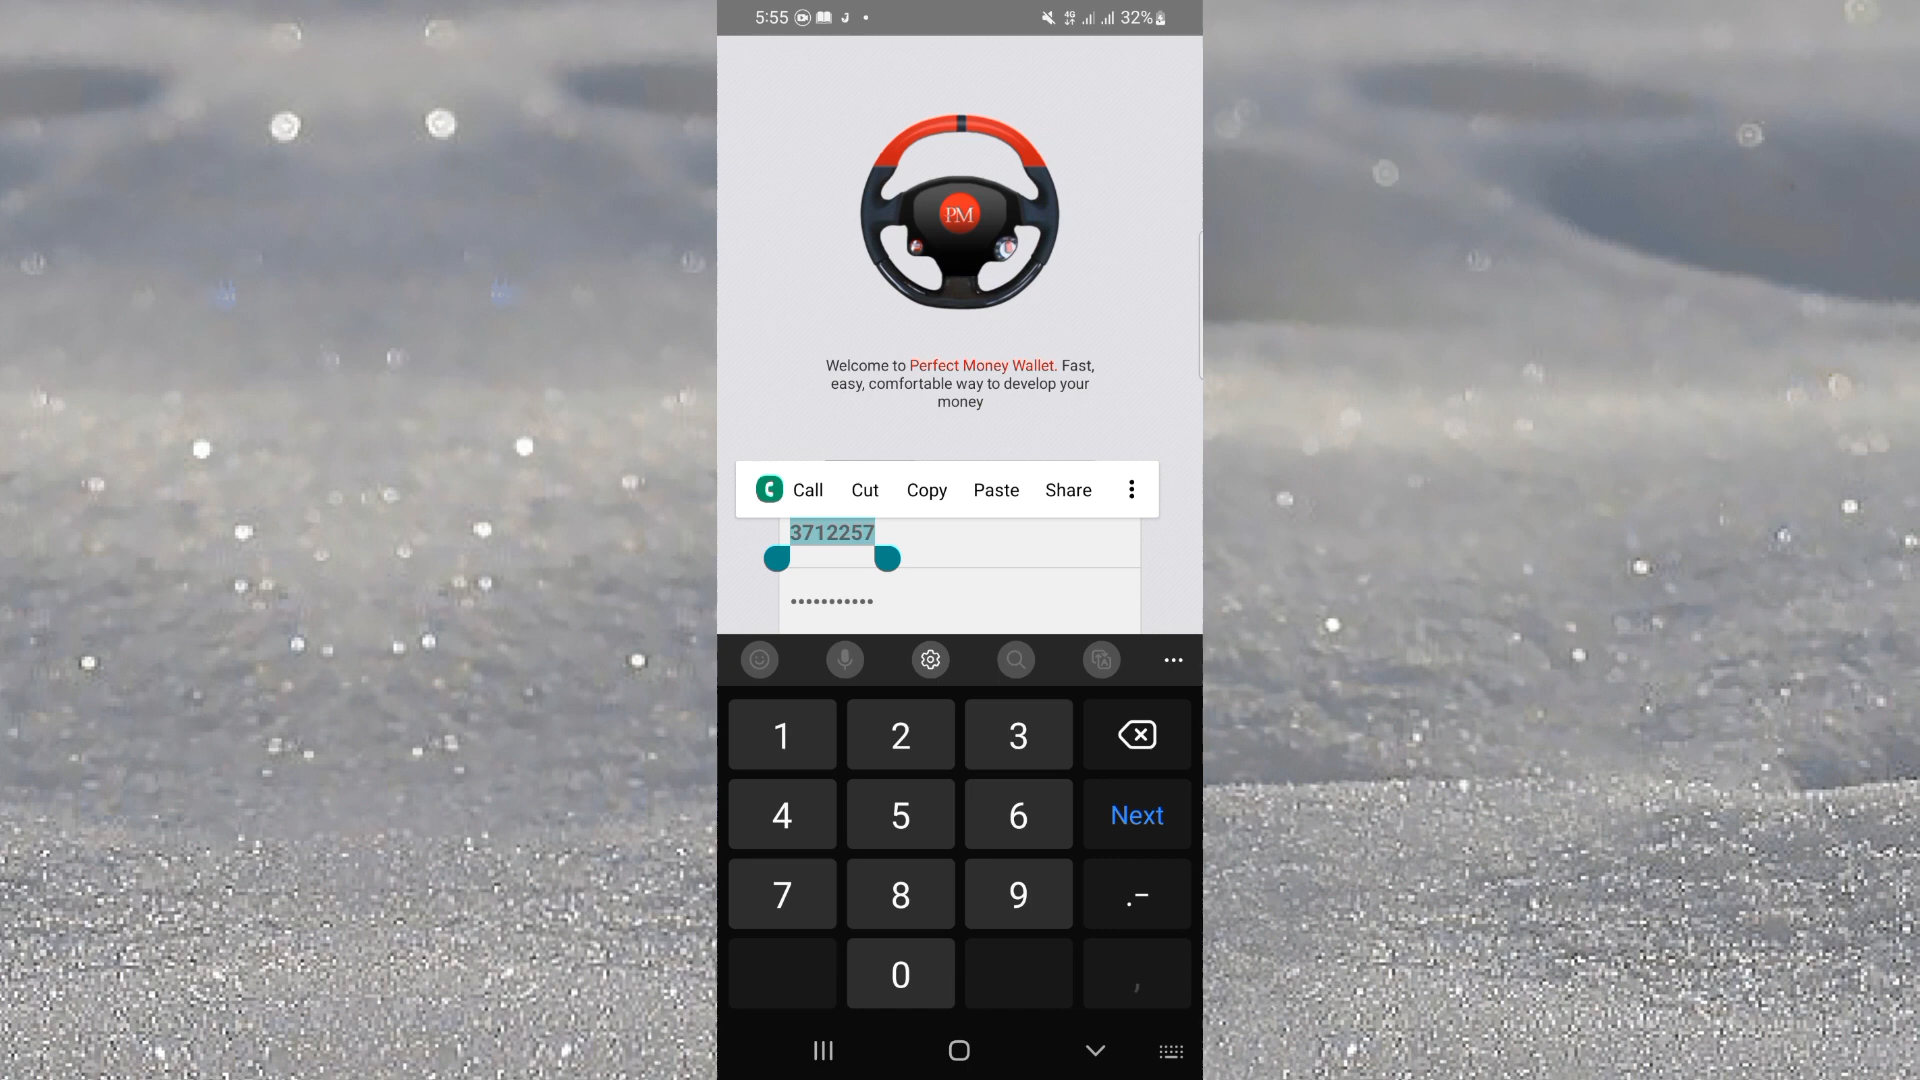 5:55 J 4G 32%
PM
Welcome to Perfect Money Wallet. Fast,
easy, comfortable way to develop your
money
Call Cut Copy Paste Share
3712257
•••••••••••
1 2 3
4 5 6 Next
7 8 9 .-
0 ,